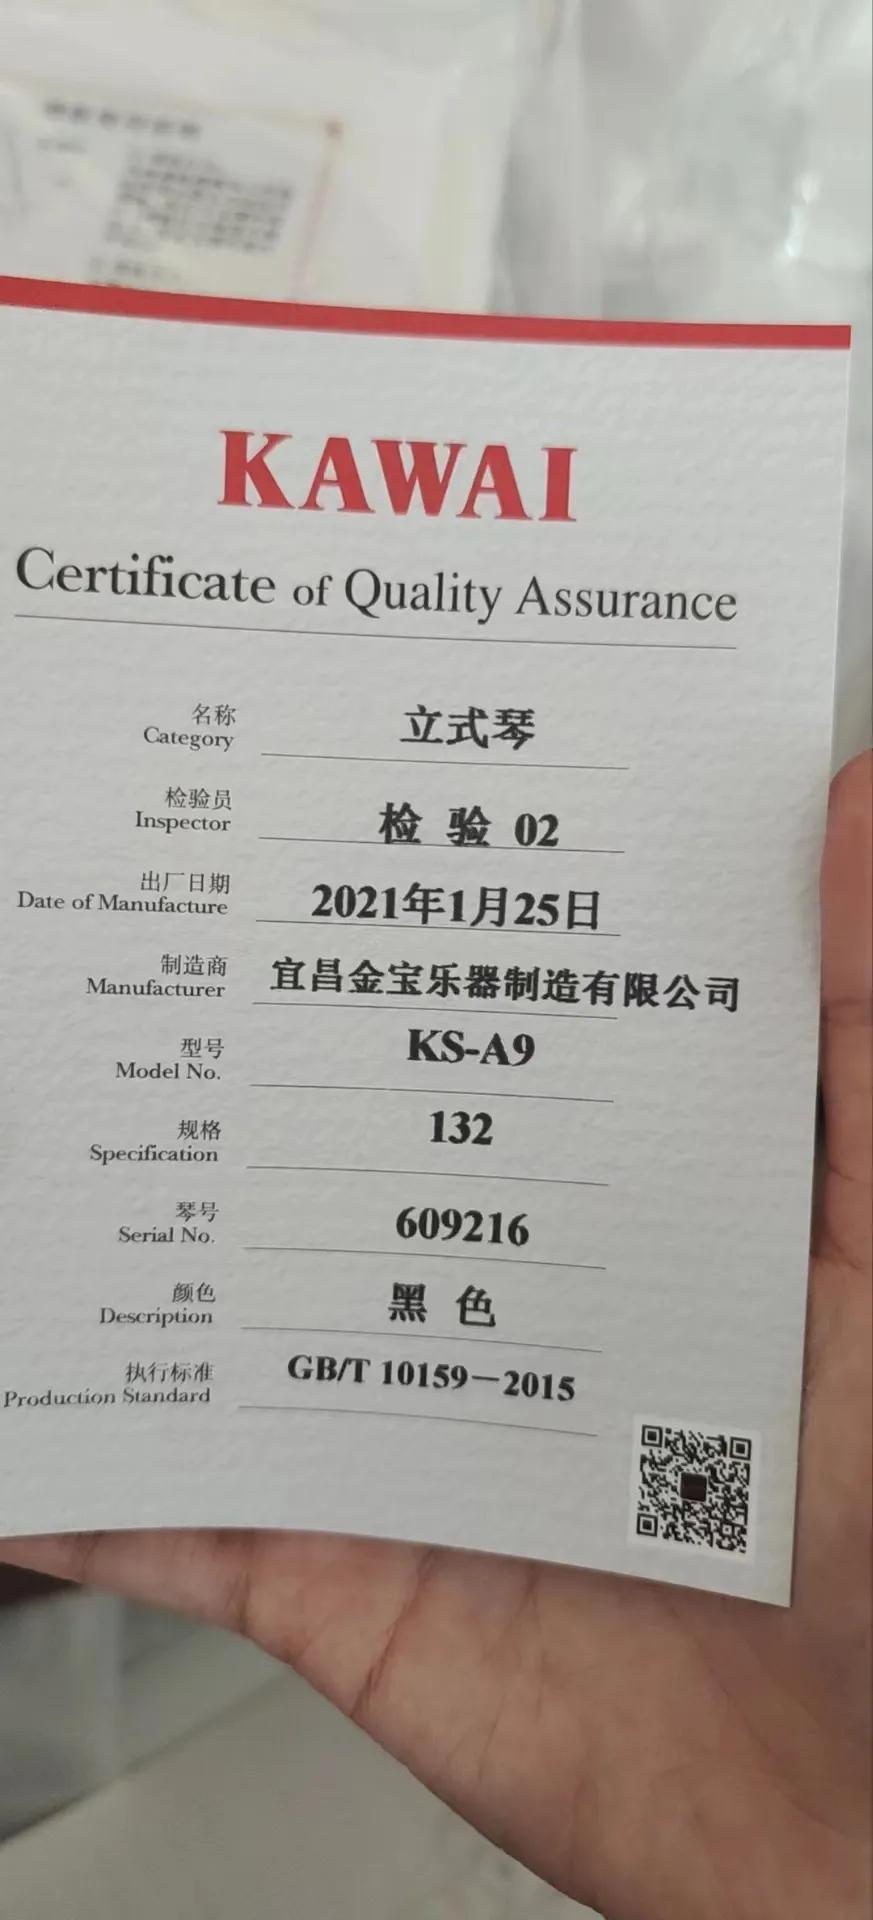 KAWAI
Certificate of Quality Assurance
名称 立式琴
Category
检验员 检 验 02
Inspector
出厂日期 2021年1月25日
Date of Manufacture
制造商 宜昌金宝乐器制造有限公司
Manufacturer
型号 KS-A9
Model No.
规格 132
Specification
琴号 609216
Serial No.
颜色 黑 色
Description
执行标准 GB/T 10159－2015
Production Standard